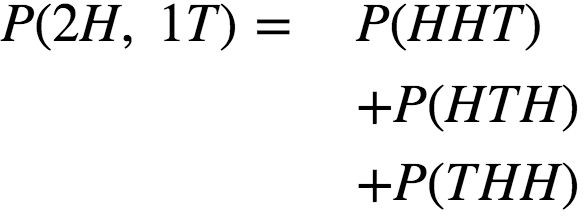 P(2H, 1T) = P(HHT)
+P(HTH)
+P(THH)